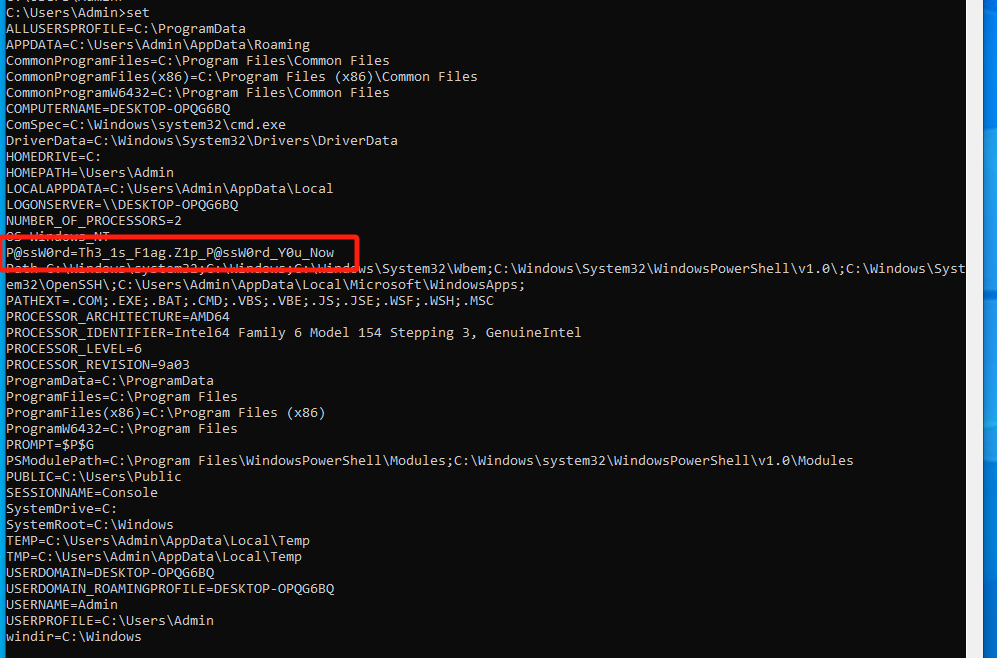 C:\Users\Admin>set
ALLUSERSPROFILE=C:\ProgramData
APPDATA=C:\Users\Admin\AppData\Roaming
CommonProgramFiles=C:\Program Files\Common Files
CommonProgramFiles(x86)=C:\Program Files (x86)\Common Files
CommonProgramW6432=C:\Program Files\Common Files
COMPUTERNAME=DESKTOP-OPQG6BQ
ComSpec=C:\Windows\system32\cmd.exe
DriverData=C:\Windows\System32\Drivers\DriverData
HOMEDRIVE=C:
HOMEPATH=\Users\Admin
LOCALAPPDATA=C:\Users\Admin\AppData\Local
LOGONSERVER=\\DESKTOP-OPQG6BQ
NUMBER_OF_PROCESSORS=2
OS=Windows_NT
P@ssW0rd=Th3_1s_F1ag.Z1p_P@ssW0rd_Y0u_Now
Path=C:\Windows\system32;C:\Windows;C:\Windows\System32\Wbem;C:\Windows\System32\WindowsPowerShell\v1.0\;C:\Windows\Syst
em32\OpenSSH\;C:\Users\Admin\AppData\Local\Microsoft\WindowsApps;
PATHEXT=.COM;.EXE;.BAT;.CMD;.VBS;.VBE;.JS;.JSE;.WSF;.WSH;.MSC
PROCESSOR_ARCHITECTURE=AMD64
PROCESSOR_IDENTIFIER=Intel64 Family 6 Model 154 Stepping 3, GenuineIntel
PROCESSOR_LEVEL=6
PROCESSOR_REVISION=9a03
ProgramData=C:\ProgramData
ProgramFiles=C:\Program Files
ProgramFiles(x86)=C:\Program Files (x86)
ProgramW6432=C:\Program Files
PROMPT=$P$G
PSModulePath=C:\Program Files\WindowsPowerShell\Modules;C:\Windows\system32\WindowsPowerShell\v1.0\Modules
PUBLIC=C:\Users\Public
SESSIONNAME=Console
SystemDrive=C:
SystemRoot=C:\Windows
TEMP=C:\Users\Admin\AppData\Local\Temp
TMP=C:\Users\Admin\AppData\Local\Temp
USERDOMAIN=DESKTOP-OPQG6BQ
USERDOMAIN_ROAMINGPROFILE=DESKTOP-OPQG6BQ
USERNAME=Admin
USERPROFILE=C:\Users\Admin
windir=C:\Windows